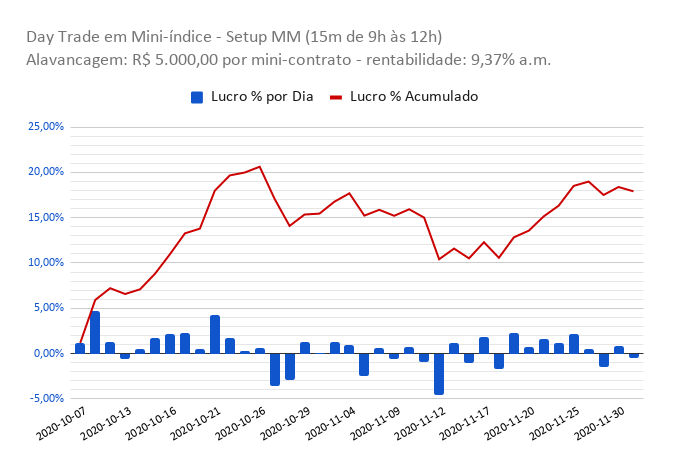 Day Trade em Mini-índice - Setup MM (15m de 9h às 12h)
Alavancagem: R$ 5.000,00 por mini-contrato - rentabilidade: 9,37% a.m.
Lucro % por Dia Lucro % Acumulado
25,00%
20,00%
15,00%
10,00%
5,00%
0,00%
-5,00%
2020-10-07 2020-10-13 2020-10-16 2020-10-21 2020-10-26 2020-10-29 2020-11-04 2020-11-09 2020-11-12 2020-11-17 2020-11-20 2020-11-25 2020-11-30